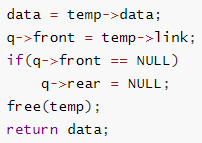 data = temp->data;
q->front = temp->link;
if(q->front == NULL)
    q->rear = NULL;
free(temp);
return data;